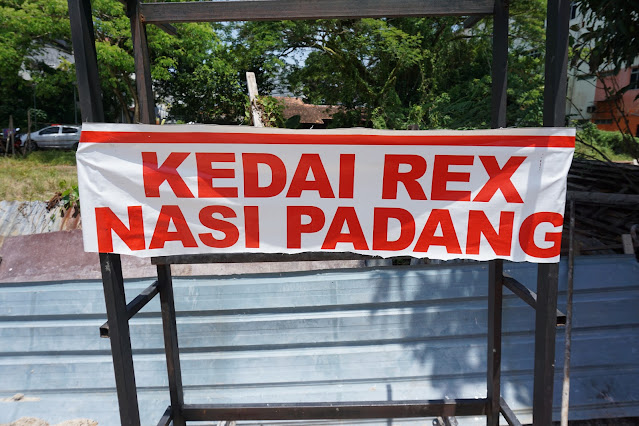 KEDAI REX
NASI PADANG